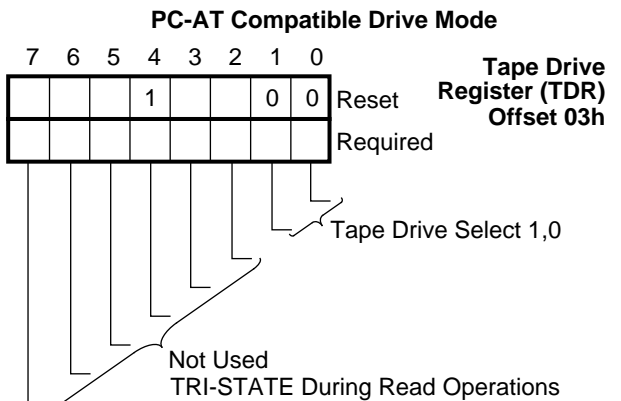 PC-AT Compatible Drive Mode
7 6 5 4 3 2 1 0
Tape Drive
Register (TDR)
Offset 03h
1 0 0 Reset
Required
Tape Drive Select 1,0
Not Used
TRI-STATE During Read Operations